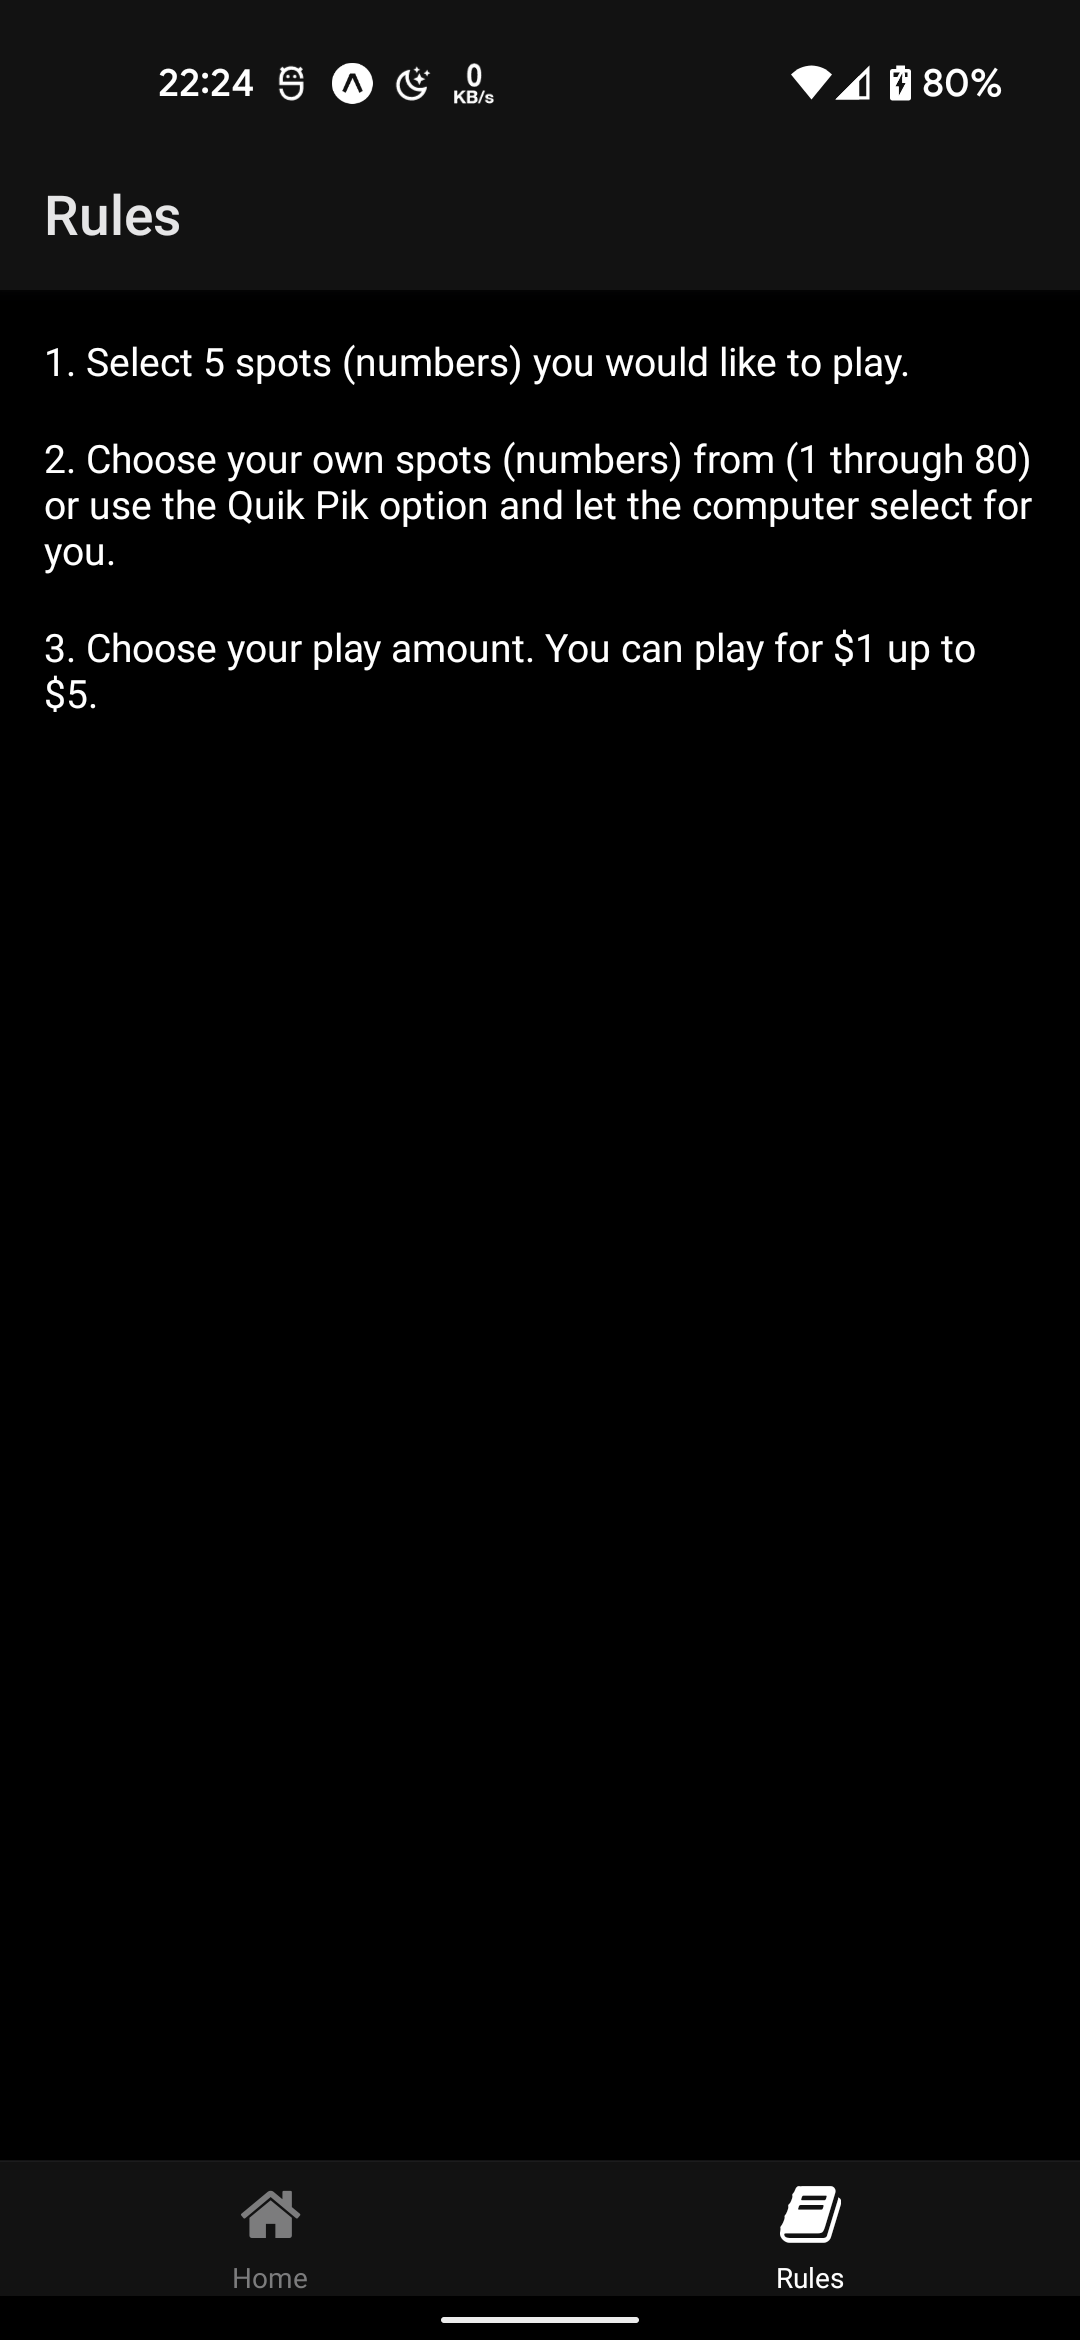 22:24 0 KB/s 80%
Rules
1. Select 5 spots (numbers) you would like to play.
2. Choose your own spots (numbers) from (1 through 80)
or use the Quik Pik option and let the computer select for
you.
3. Choose your play amount. You can play for $1 up to
$5.
Home Rules